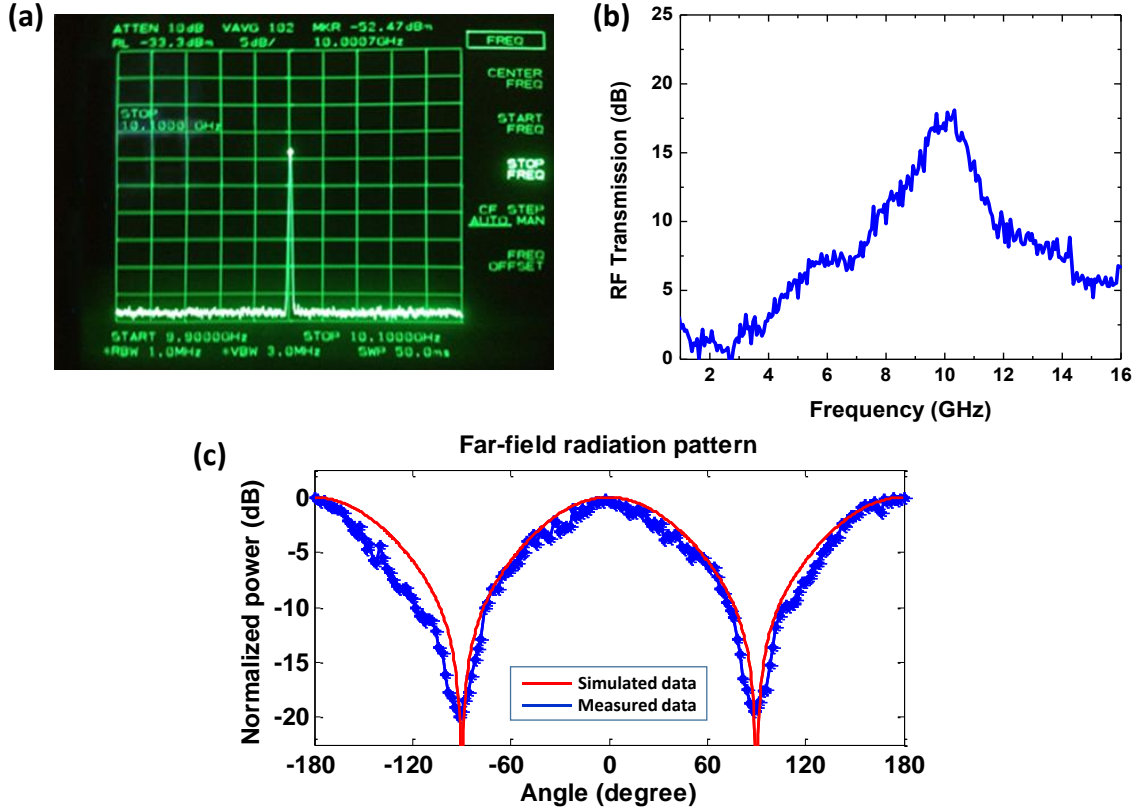 (a)
ATTEN 10dB VAVG 102 MKR -52.47dBm
RL -33.3dBm 5dB/ 10.0007GHz
FREQ
CENTER
FREQ
START
FREQ
STOP
FREQ
CF STEP
AUTO MAN
FREQ
OFFSET
STOP
10.1000 GHz
START 9.9000GHz STOP 10.1000GHz
*RBW 1.0MHz *VBW 3.0MHz SWP 50.0ms
(b)
RF Transmission (dB)
25
20
15
10
5
0
2 4 6 8 10 12 14 16
Frequency (GHz)
(c)
Far-field radiation pattern
Normalized power (dB)
0
-5
-10
-15
-20
Simulated data
Measured data
-180 -120 -60 0 60 120 180
Angle (degree)